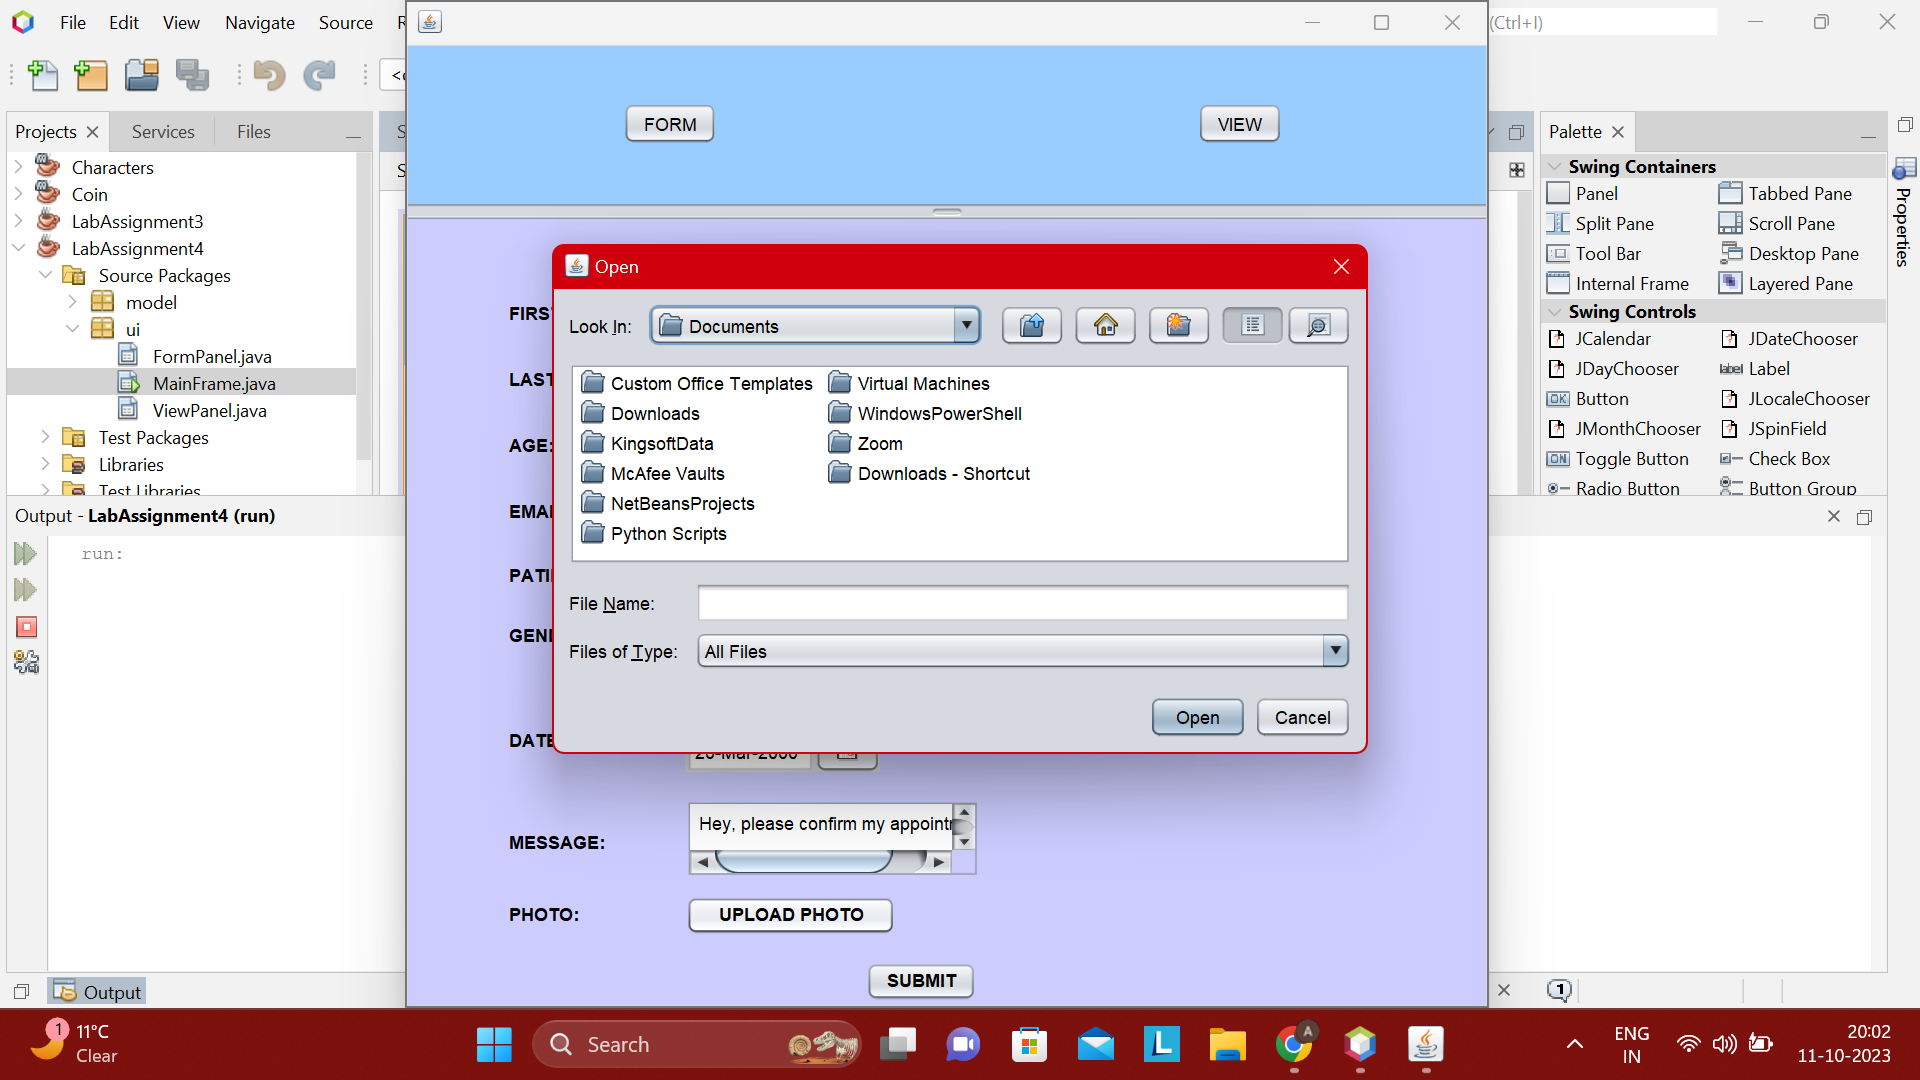 File Edit View Navigate Source
(Ctrl+I)
FORM
VIEW
Projects
Services
Files
Characters
Coin
LabAssignment3
LabAssignment4
Source Packages
model
ui
FormPanel.java
MainFrame.java
ViewPanel.java
Test Packages
Libraries
Test Libraries
Palette
Swing Containers
Panel
Tabbed Pane
Split Pane
Scroll Pane
Tool Bar
Desktop Pane
Internal Frame
Layered Pane
Swing Controls
JCalendar
JDateChooser
JDayChooser
label Label
OK Button
JLocaleChooser
JMonthChooser
JSpinField
ON Toggle Button
Check Box
Radio Button
Button Group
Properties
Open
Look In:
Documents
Custom Office Templates
Downloads
KingsoftData
McAfee Vaults
NetBeansProjects
Python Scripts
Virtual Machines
WindowsPowerShell
Zoom
Downloads - Shortcut
File Name:
Files of Type:
All Files
Open
Cancel
FIRS
LAST
AGE:
EMAI
PATI
GEN
DATE
20-Mar-2000
MESSAGE:
Hey, please confirm my appoint
PHOTO:
UPLOAD PHOTO
SUBMIT
Output - LabAssignment4 (run)
run:
Output
1
1
11°C
Clear
Search
L
A
ENG
IN
20:02
11-10-2023